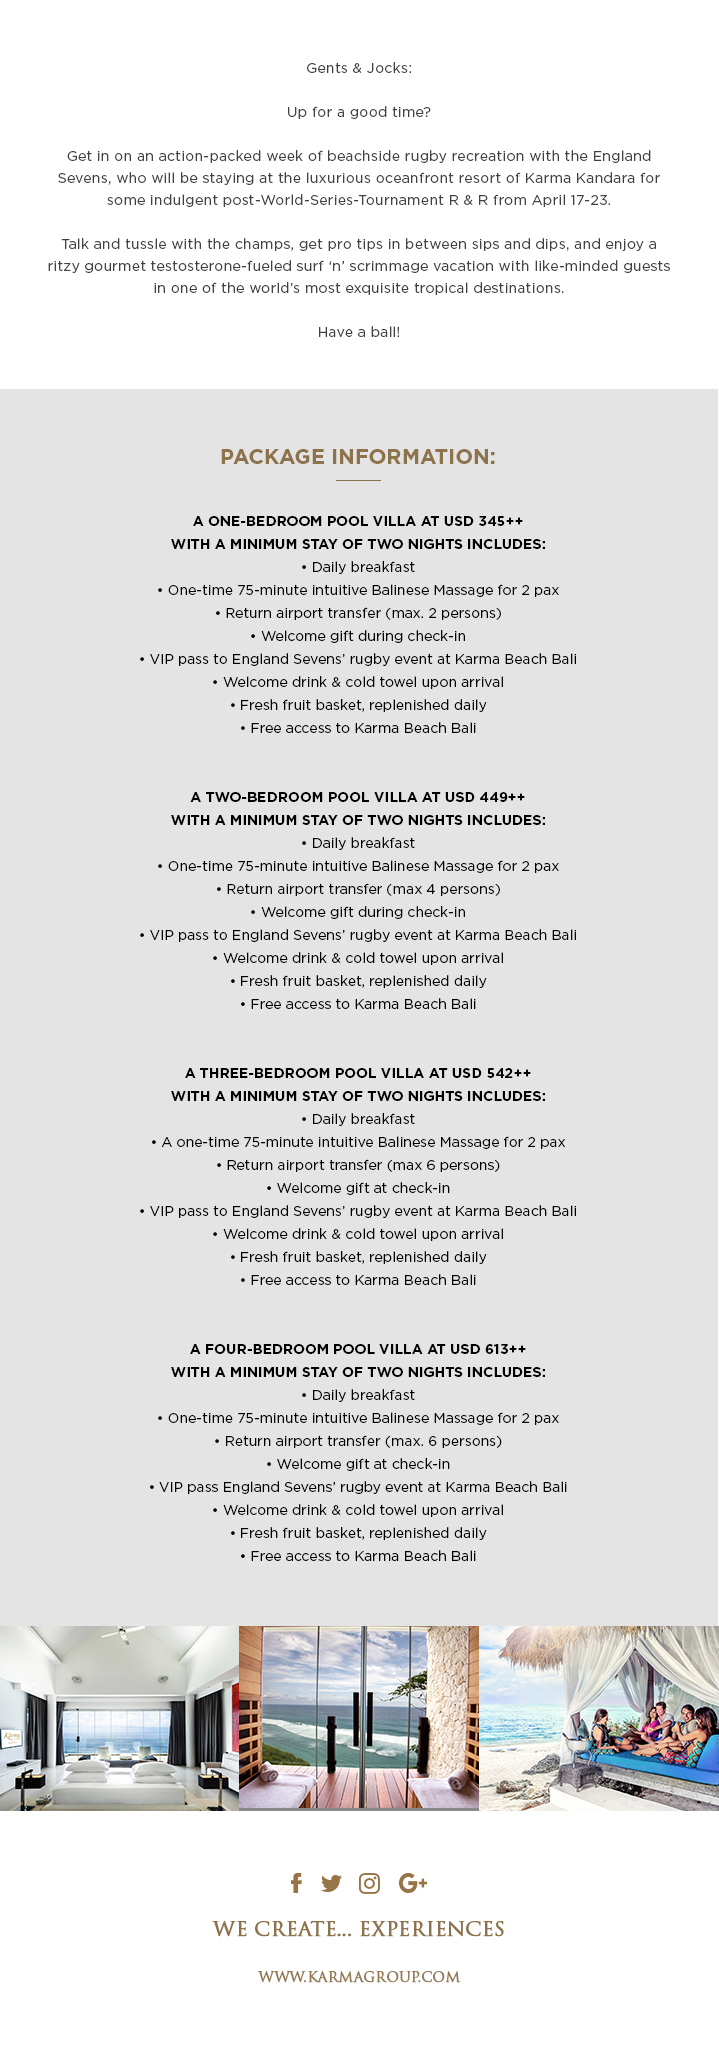 Gents & Jocks:
Up for a good time?
Get in on an action-packed week of beachside rugby recreation with the England
Sevens, who will be staying at the luxurious oceanfront resort of Karma Kandara for
some indulgent post-World-Series-Tournament R & R from April 17-23.
Talk and tussle with the champs, get pro tips in between sips and dips, and enjoy a
ritzy gourmet testosterone-fueled surf ‘n’ scrimmage vacation with like-minded guests
in one of the world’s most exquisite tropical destinations.
Have a ball!
PACKAGE INFORMATION:
A ONE-BEDROOM POOL VILLA AT USD 345++
WITH A MINIMUM STAY OF TWO NIGHTS INCLUDES:
• Daily breakfast
• One-time 75-minute intuitive Balinese Massage for 2 pax
• Return airport transfer (max. 2 persons)
• Welcome gift during check-in
• VIP pass to England Sevens’ rugby event at Karma Beach Bali
• Welcome drink & cold towel upon arrival
• Fresh fruit basket, replenished daily
• Free access to Karma Beach Bali
A TWO-BEDROOM POOL VILLA AT USD 449++
WITH A MINIMUM STAY OF TWO NIGHTS INCLUDES:
• Daily breakfast
• One-time 75-minute intuitive Balinese Massage for 2 pax
• Return airport transfer (max 4 persons)
• Welcome gift during check-in
• VIP pass to England Sevens’ rugby event at Karma Beach Bali
• Welcome drink & cold towel upon arrival
• Fresh fruit basket, replenished daily
• Free access to Karma Beach Bali
A THREE-BEDROOM POOL VILLA AT USD 542++
WITH A MINIMUM STAY OF TWO NIGHTS INCLUDES:
• Daily breakfast
• A one-time 75-minute intuitive Balinese Massage for 2 pax
• Return airport transfer (max 6 persons)
• Welcome gift at check-in
• VIP pass to England Sevens’ rugby event at Karma Beach Bali
• Welcome drink & cold towel upon arrival
• Fresh fruit basket, replenished daily
• Free access to Karma Beach Bali
A FOUR-BEDROOM POOL VILLA AT USD 613++
WITH A MINIMUM STAY OF TWO NIGHTS INCLUDES:
• Daily breakfast
• One-time 75-minute intuitive Balinese Massage for 2 pax
• Return airport transfer (max. 6 persons)
• Welcome gift at check-in
• VIP pass England Sevens’ rugby event at Karma Beach Bali
• Welcome drink & cold towel upon arrival
• Fresh fruit basket, replenished daily
• Free access to Karma Beach Bali
WE CREATE... EXPERIENCES
WWW.KARMAGROUP.COM